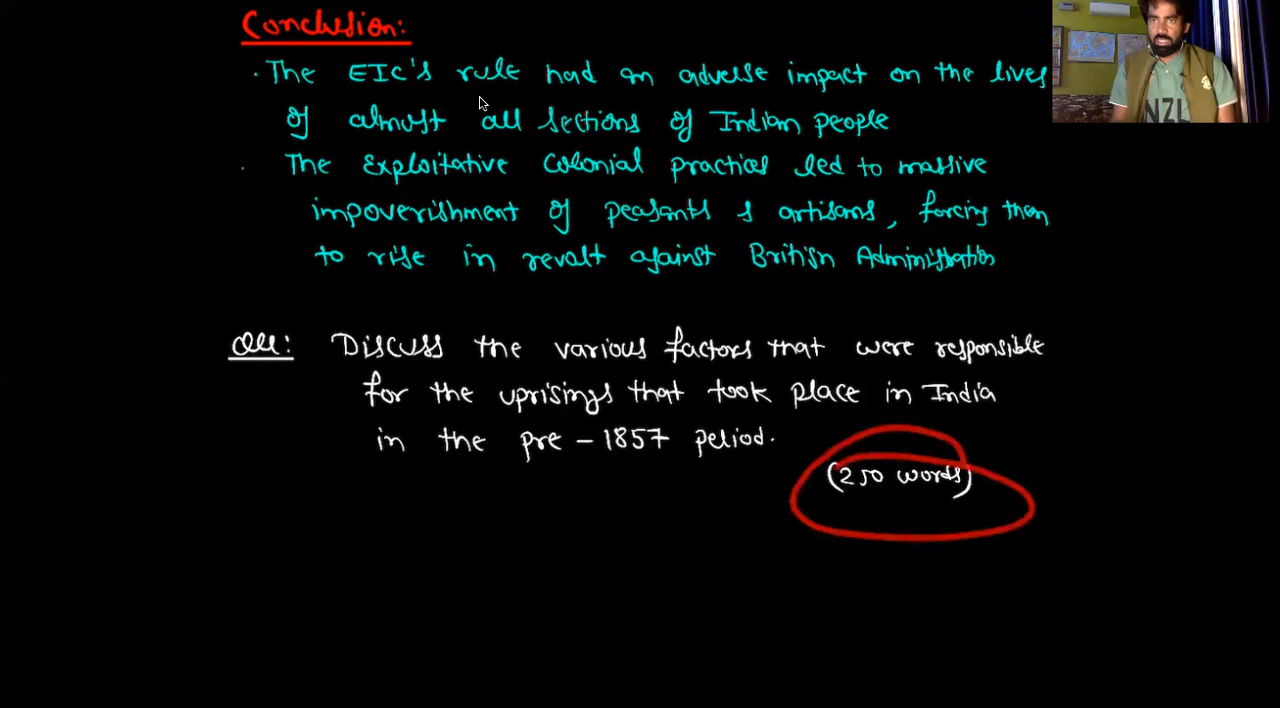 Conclusion:
. The EIC's rule had an adverse impact on the lives
of almost all sections of Indian people
. The Exploitative Colonial practices led to massive
impoverishment of peasants & artisans, forcing them
to rise in revolt against British Administration
Que: Discuss the various factors that were responsible
for the uprisings that took place in India
in the pre - 1857 period.
(250 words)
NZL